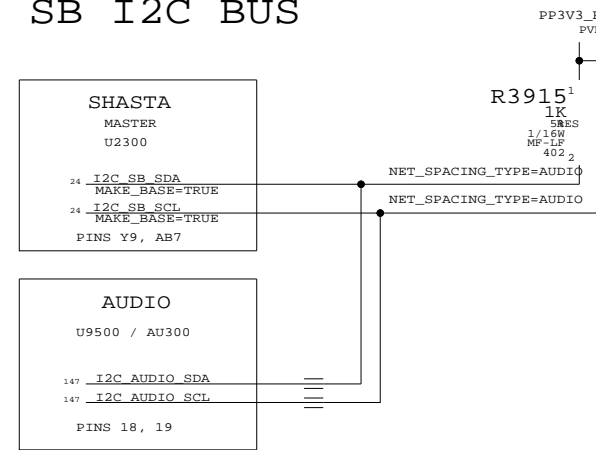 SB I2C BUS
PP3V3_
SHASTA
MASTER
U2300
24 I2C_SB_SDA
MAKE_BASE=TRUE
24 I2C_SB_SCL
MAKE_BASE=TRUE
PINS Y9, AB7
R3915 1
1K
1/16W
MF-LF
402 2
NET_SPACING_TYPE=AUDIO
NET_SPACING_TYPE=AUDIO
AUDIO
U9500 / AU300
147 I2C_AUDIO_SDA
147 I2C_AUDIO_SCL
PINS 18, 19